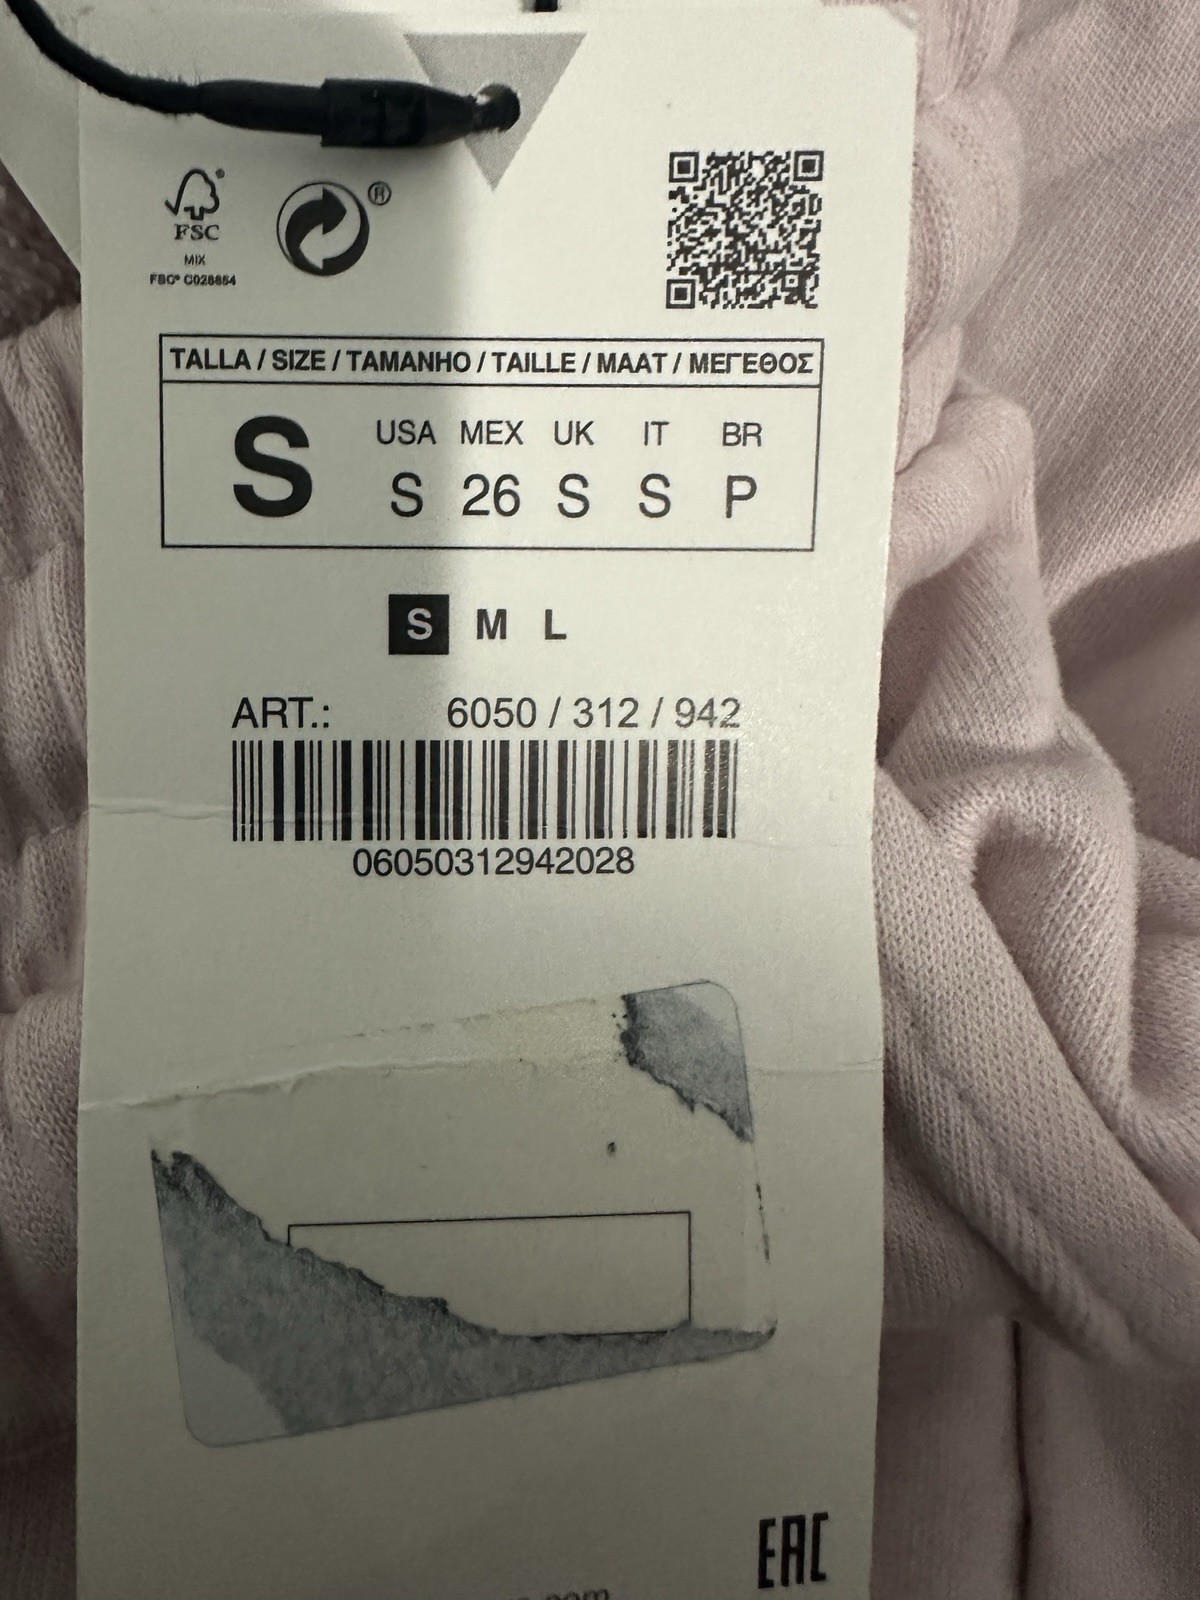 FSC
MIX
FSC® C028854
®
TALLA / SIZE / TAMANHO / TAILLE / MAAT / ΜΕΓΕΘΟΣ
S
USA MEX UK IT BR
S 26 S S P
S M L
ART.: 6050 / 312 / 942
06050312942028
EAC